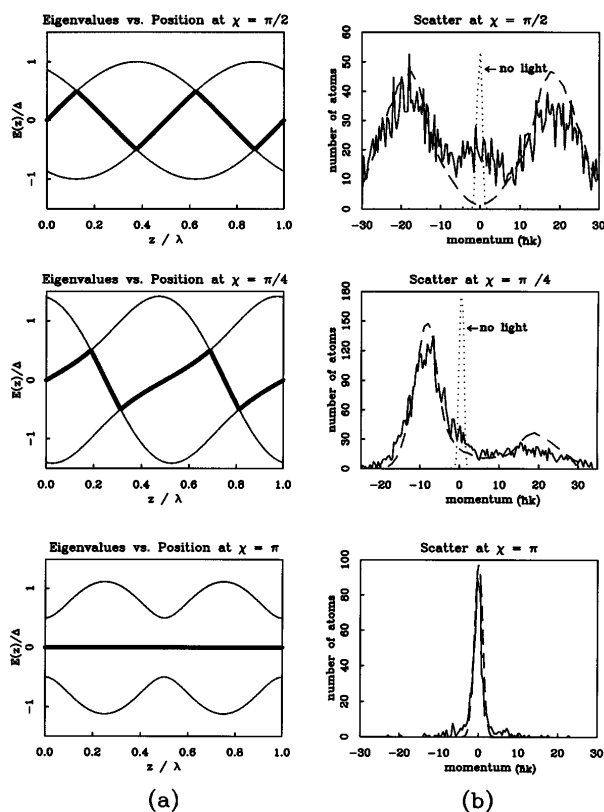 Eigenvalues vs. Position at χ = π/2
E(z)/Δ
1
0
−1
0.0 0.2 0.4 0.6 0.8 1.0
z / λ
Scatter at χ = π/2
number of atoms
60
50
40
30
20
10
0
←no light
−30 −20 −10 0 10 20 30
momentum (ħk)
Eigenvalues vs. Position at χ = π/4
E(z)/Δ
1
0
−1
0.0 0.2 0.4 0.6 0.8 1.0
z / λ
Scatter at χ = π /4
number of atoms
180
150
120
90
60
30
0
←no light
−20 −10 0 10 20 30
momentum (ħk)
Eigenvalues vs. Position at χ = π
E(z)/Δ
1
0
−1
0.0 0.2 0.4 0.6 0.8 1.0
z / λ
Scatter at χ = π
number of atoms
100
80
60
40
20
0
−30 −20 −10 0 10 20 30
momentum (ħk)
(a)
(b)